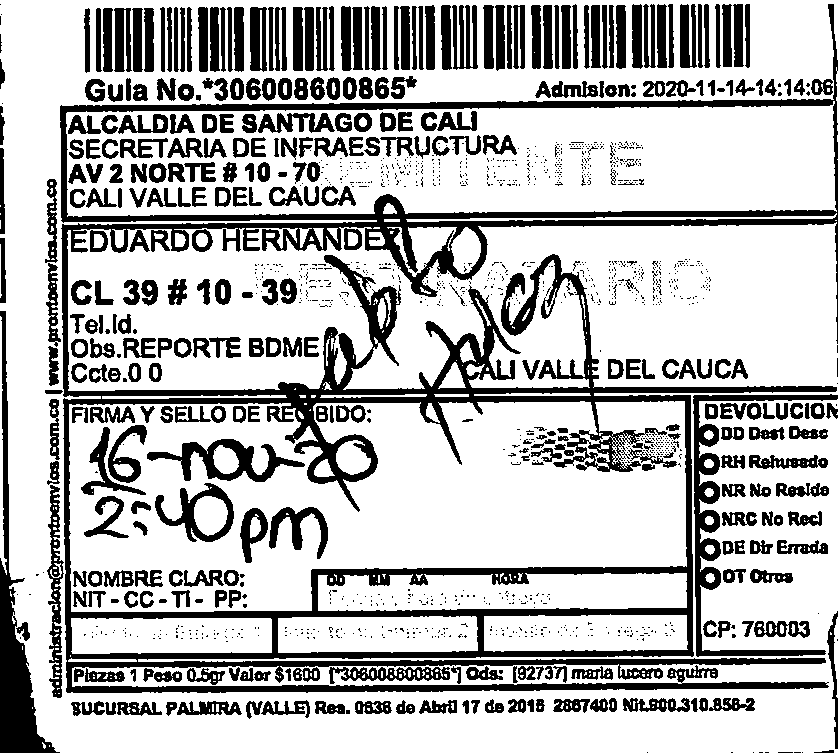 Guia No.*306008600865*
Admision: 2020-11-14-14:14:06
ALCALDIA DE SANTIAGO DE CALI
SECRETARIA DE INFRAESTRUCTURA
REMITENTE
AV 2 NORTE # 10 - 70
CALI VALLE DEL CAUCA
EDUARDO HERNANDEZ
DESTINATARIO
CL 39 # 10 - 39
Tel.Id.
Obs.REPORTE BDME
Ccte.0 0
CALI VALLE DEL CAUCA
www.prontoenvios.com.co
administracion@prontoenvios.com.co
FIRMA Y SELLO DE RECIBIDO:
16-nov-20
2:40pm
NOMBRE CLARO:
NIT - CC - TI - PP:
DD MM AA HORA
DEVOLUCION
DD Dest Desc
RH Rehusado
NR No Reside
NRC No Recl
DE Dir Errada
OT Otros
CP: 760003
Piezas 1 Peso 0.5gr Valor $1600 [*306008600865*] Ods: [92737] maria lucero aguirre
SUCURSAL PALMIRA (VALLE) Res. 0636 de Abril 17 de 2015 2867400 Nit.900.310.856-2